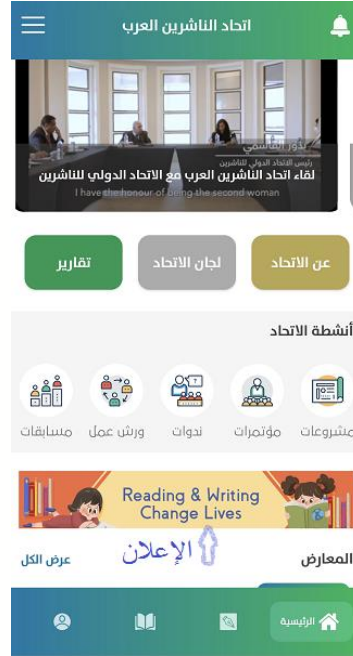 اتحاد الناشرين العرب
بدور القاسمي
رئيس الاتحاد الدولي للناشرين
لقاء اتحاد الناشرين العرب مع الاتحاد الدولي للناشرين
I have the honour of being the second woman
عن الاتحاد
لجان الاتحاد
تقارير
أنشطة الاتحاد
مشروعات
مؤتمرات
ندوات
ورش عمل
مسابقات
Reading & Writing
Change Lives
الإعلان
المعارض
عرض الكل
الرئيسية